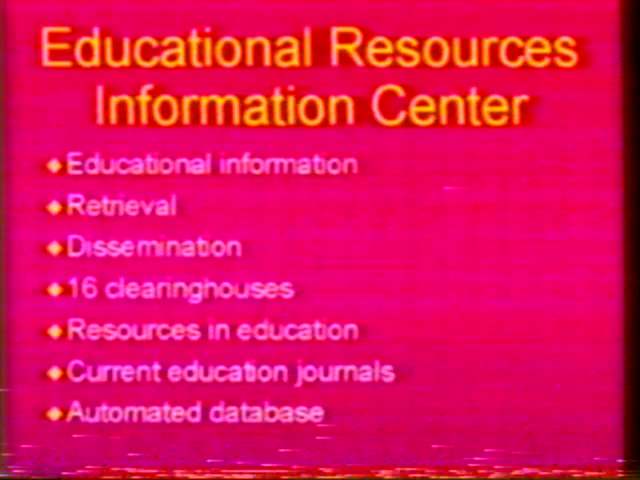 Educational Resources
Information Center
Educational information
Retrieval
Dissemination
16 clearinghouses
Resources in education
Current education journals
Automated database